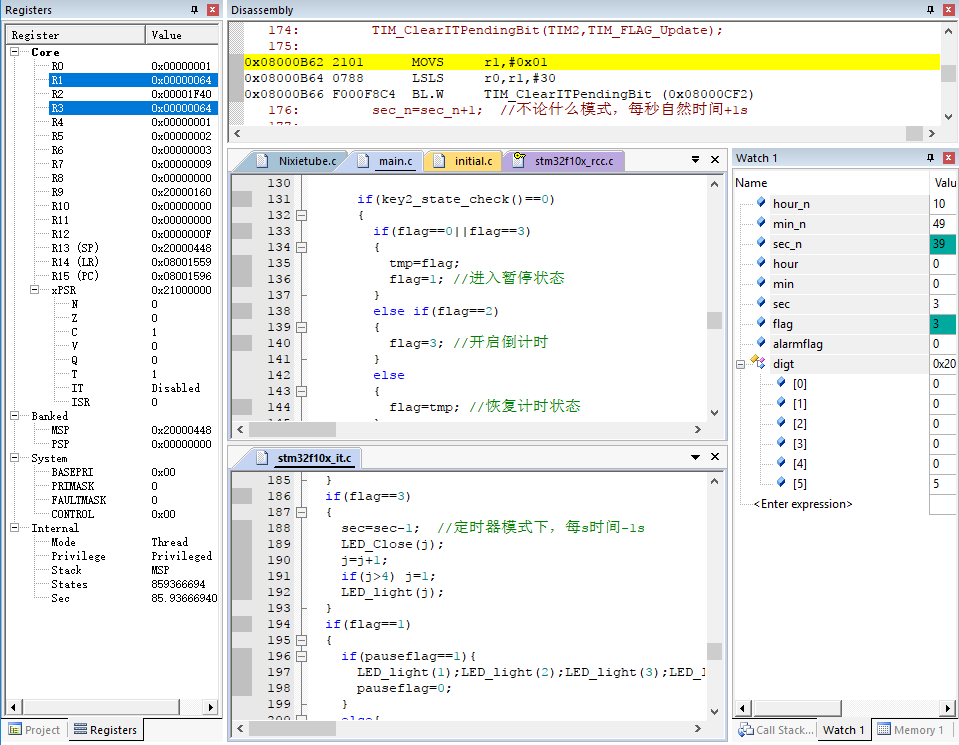 Registers
Register Value
Core
R0 0x00000001
R1 0x00000064
R2 0x00001F40
R3 0x00000064
R4 0x00000001
R5 0x00000002
R6 0x00000003
R7 0x00000009
R8 0x00000000
R9 0x20000160
R10 0x00000000
R11 0x00000000
R12 0x0000000F
R13 (SP) 0x20000448
R14 (LR) 0x08001559
R15 (PC) 0x08001596
xPSR 0x21000000
N 0
Z 0
C 1
V 0
Q 0
T 1
IT Disabled
ISR 0
Banked
MSP 0x20000448
PSP 0x00000000
System
BASEPRI 0x00
PRIMASK 0
FAULTMASK 0
CONTROL 0x00
Internal
Mode Thread
Privilege Privileged
Stack MSP
States 859366694
Sec 85.93666940
Project Registers
Disassembly
174: TIM_ClearITPendingBit(TIM2,TIM_FLAG_Update);
175:
0x08000B62 2101 MOVS r1,#0x01
0x08000B64 0788 LSLS r0,r1,#30
0x08000B66 F000F8C4 BL.W TIM_ClearITPendingBit (0x08000CF2)
176: sec_n=sec_n+1; //不论什么模式，每秒自然时间+1s
Nixietube.c main.c initial.c stm32f10x_rcc.c
130
131 if(key2_state_check()==0)
132 {
133 if(flag==0||flag==3)
134 {
135 tmp=flag;
136 flag=1; //进入暂停状态
137 }
138 else if(flag==2)
139 {
140 flag=3; //开启倒计时
141 }
142 else
143 {
144 flag=tmp; //恢复计时状态
stm32f10x_it.c
185 }
186 if(flag==3)
187 {
188 sec=sec-1; //定时器模式下，每s时间-1s
189 LED_Close(j);
190 j=j+1;
191 if(j>4) j=1;
192 LED_light(j);
193 }
194 if(flag==1)
195 {
196 if(pauseflag==1){
197 LED_light(1);LED_light(2);LED_light(3);LED_l
198 pauseflag=0;
199 }
200 else{
Watch 1
Name Valu
hour_n 10
min_n 49
sec_n 39
hour 0
min 0
sec 3
flag 3
alarmflag 0
digt 0x20
[0] 0
[1] 0
[2] 0
[3] 0
[4] 0
[5] 5
<Enter expression>
Call Stack... Watch 1 Memory 1